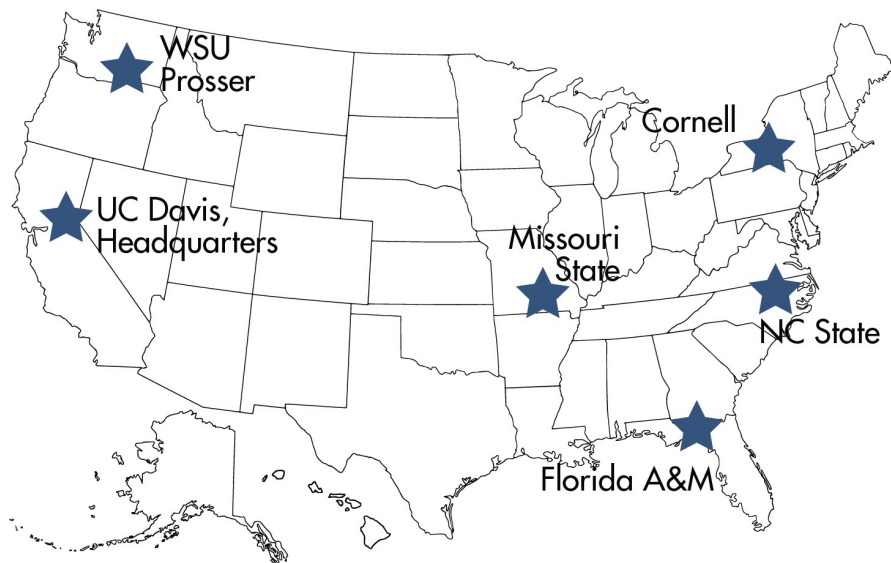 WSU
Prosser
Cornell
UC Davis,
Headquarters
Missouri
State
NC State
Florida A&M